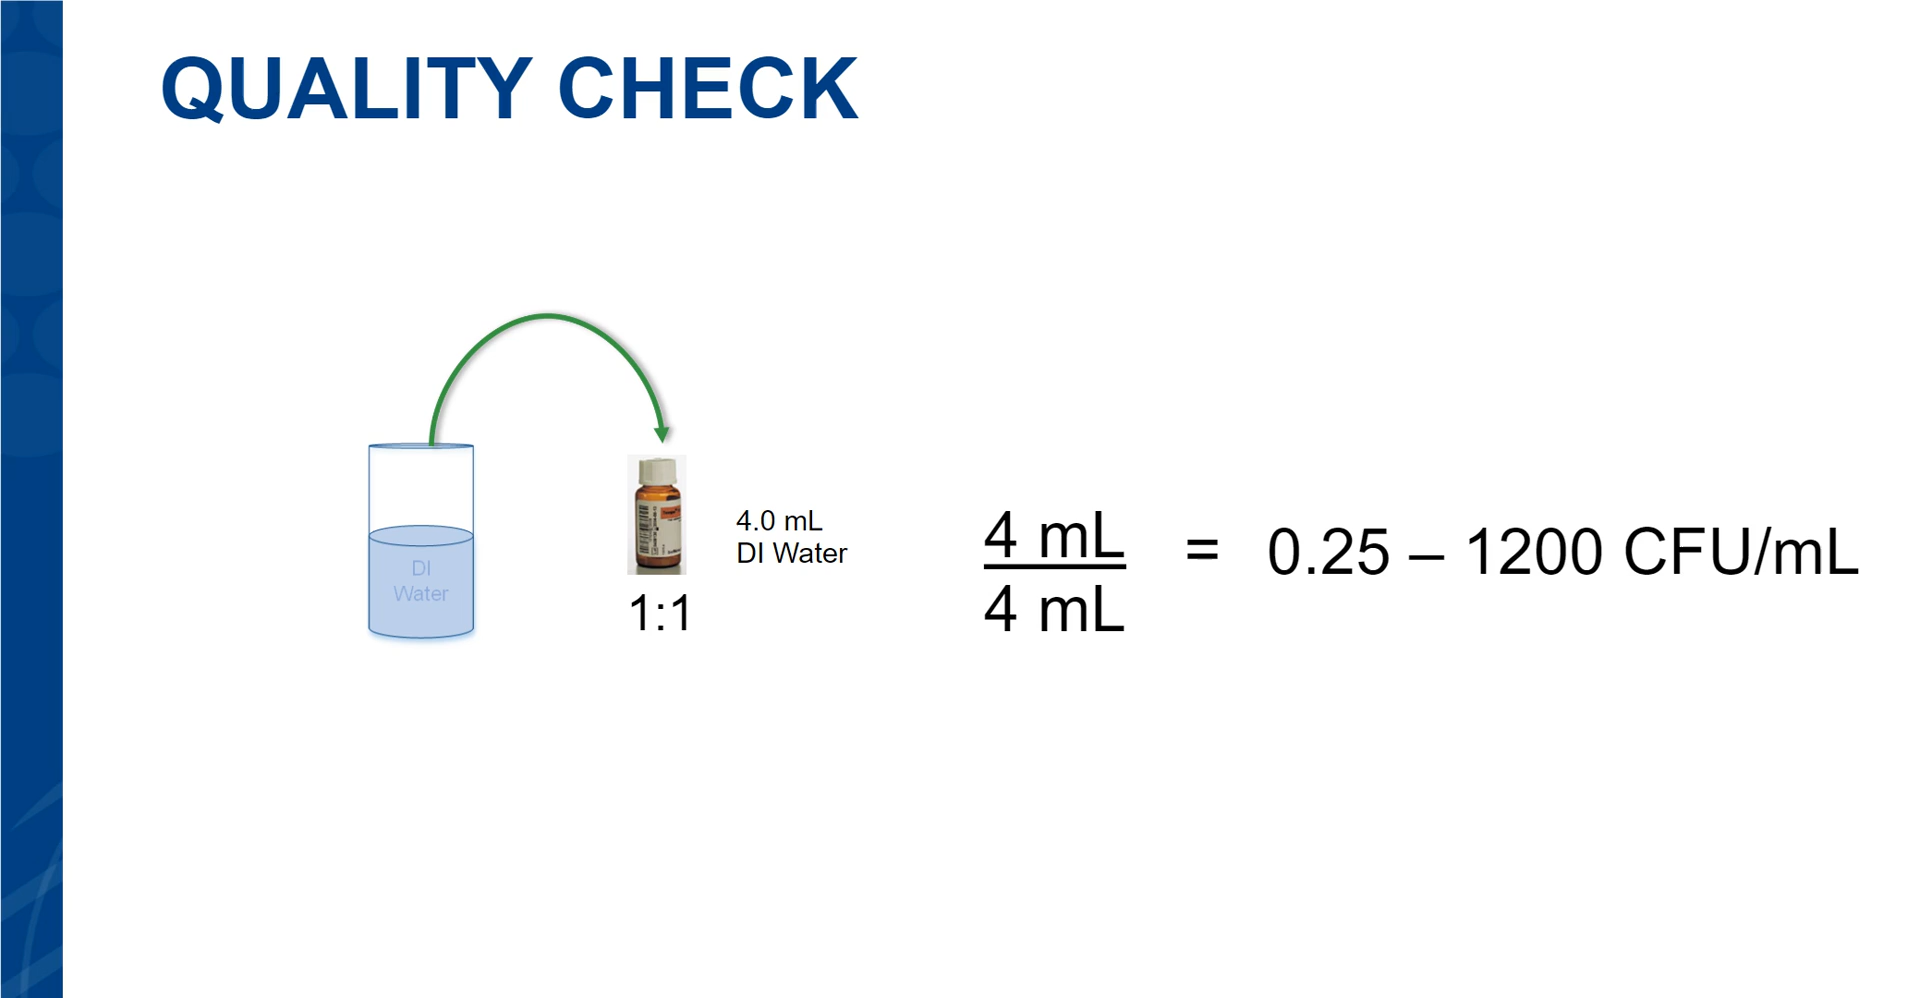 QUALITY CHECK
DI
Water
1:1
4.0 mL
DI Water
4 mL
4 mL
=
0.25 – 1200 CFU/mL